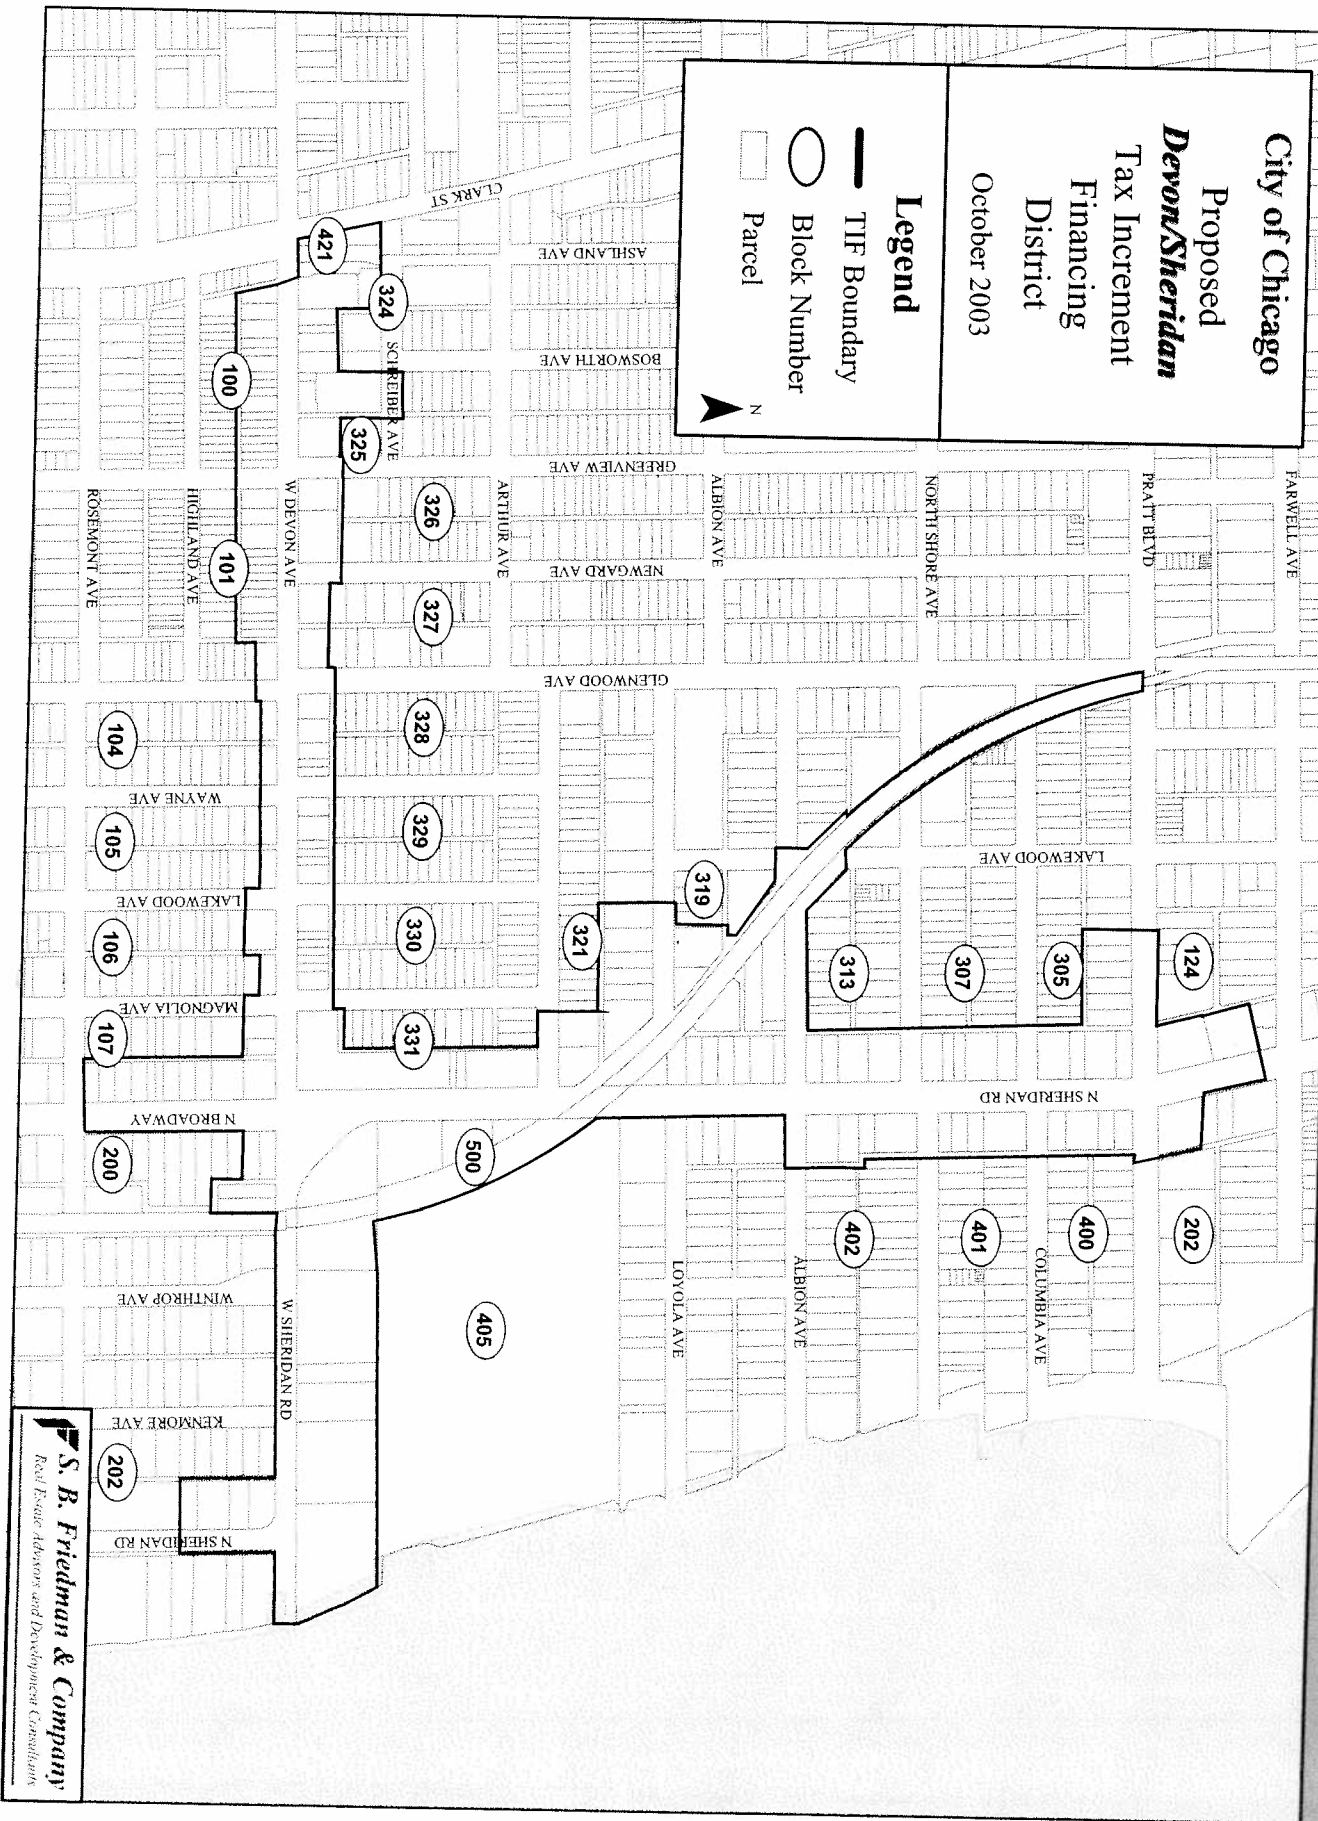 City of Chicago
Proposed
Devon/Sheridan
Tax Increment
Financing
District
October 2003
Legend
TIF Boundary
Block Number
Parcel
N
FARWELL AVE
PRATT BLVD
NORTH SHORE AVE
ALBION AVE
ARTHUR AVE
SCHREIBER AVE
W DEVON AVE
HIGHLAND AVE
ROSEMONT AVE
CLARK ST
ASHLAND AVE
BOSWORTH AVE
GREENVIEW AVE
NEWGARD AVE
GLENWOOD AVE
LAKEWOOD AVE
N SHERIDAN RD
COLUMBIA AVE
ALBION AVE
LOYOLA AVE
W SHERIDAN RD
WAYNE AVE
LAKEWOOD AVE
MAGNOLIA AVE
N BROADWAY
WINTHROP AVE
KENMORE AVE
N SHERIDAN RD
421
324
100
325
326
101
327
104
328
105
329
319
106
330
321
313
307
305
124
107
331
200
500
402
401
400
202
405
202
S. B. Friedman & Company
Real Estate Advisors and Development Consultants